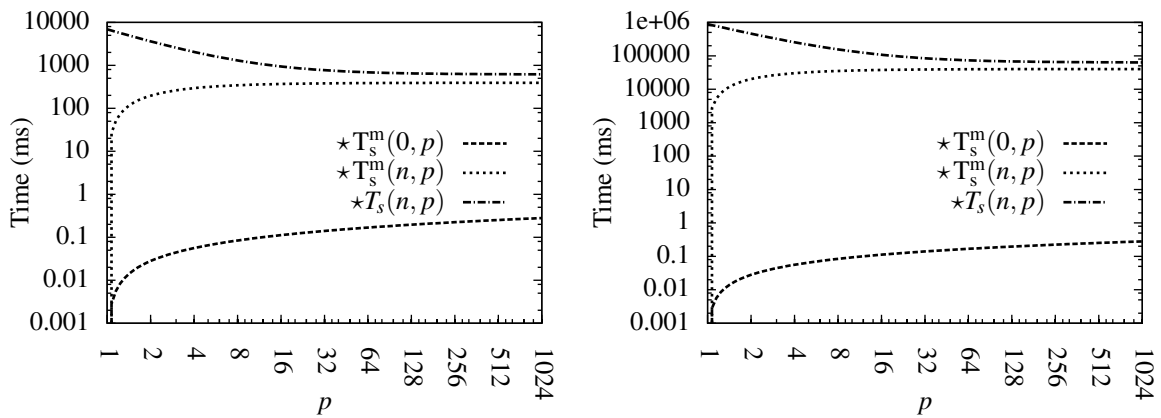 10000
1000
100
10
1
0.1
0.01
0.001
Time (ms)
⋆T_s^m(0, p)
⋆T_s^m(n, p)
⋆T_s(n, p)
1 2 4 8 16 32 64 128 256 512 1024
p
1e+06
100000
10000
1000
100
10
1
0.1
0.01
0.001
Time (ms)
⋆T_s^m(0, p)
⋆T_s^m(n, p)
⋆T_s(n, p)
1 2 4 8 16 32 64 128 256 512 1024
p